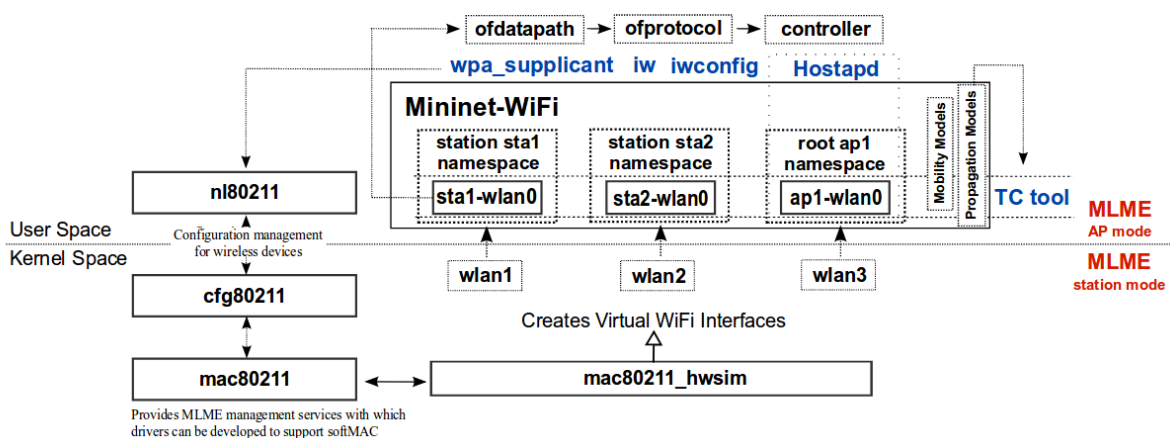 ofdatapath
ofprotocol
controller
wpa_supplicant
iw
iwconfig
Hostapd
Mininet-WiFi
station sta1
namespace
sta1-wlan0
station sta2
namespace
sta2-wlan0
root ap1
namespace
ap1-wlan0
Mobility Models
Propagation Models
TC tool
MLME
AP mode
nl80211
User Space
Configuration management
for wireless devices
Kernel Space
MLME
station mode
wlan1
wlan2
wlan3
cfg80211
Creates Virtual WiFi Interfaces
mac80211
mac80211_hwsim
Provides MLME management services with which
drivers can be developed to support softMAC